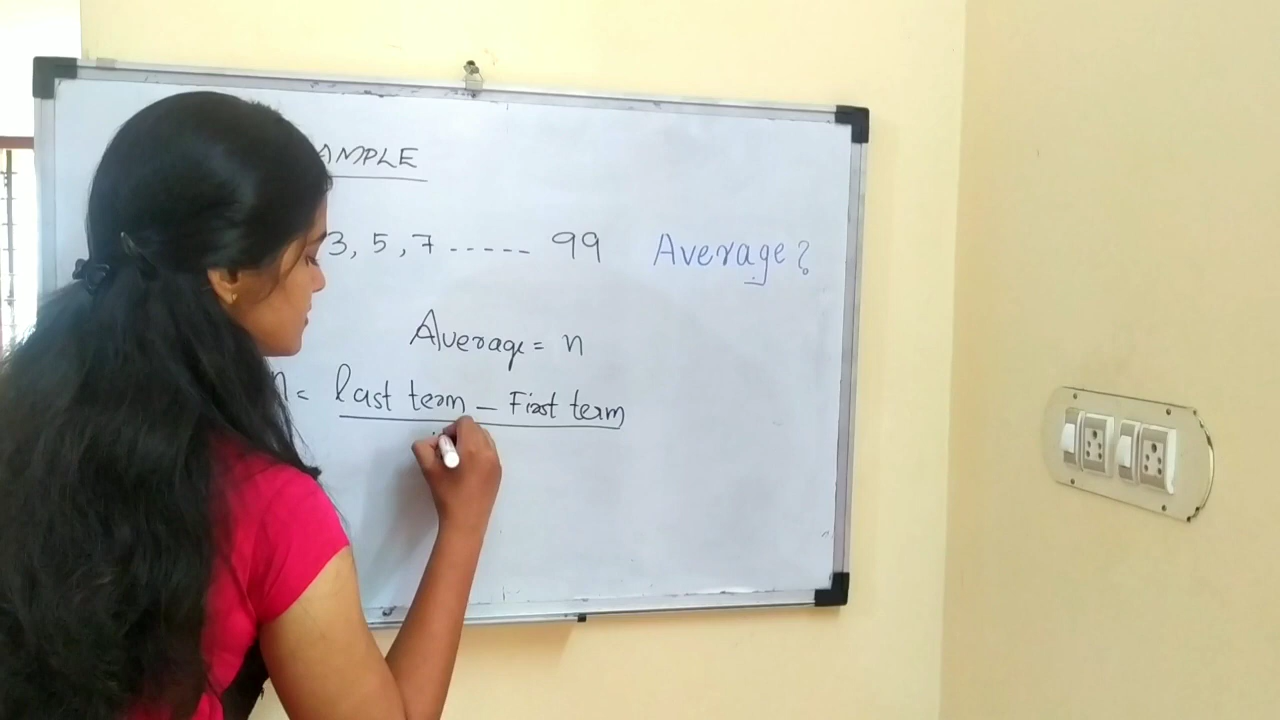 AMPLE
3, 5, 7 ----- 99 Average?
Average = n
n = last term - First term